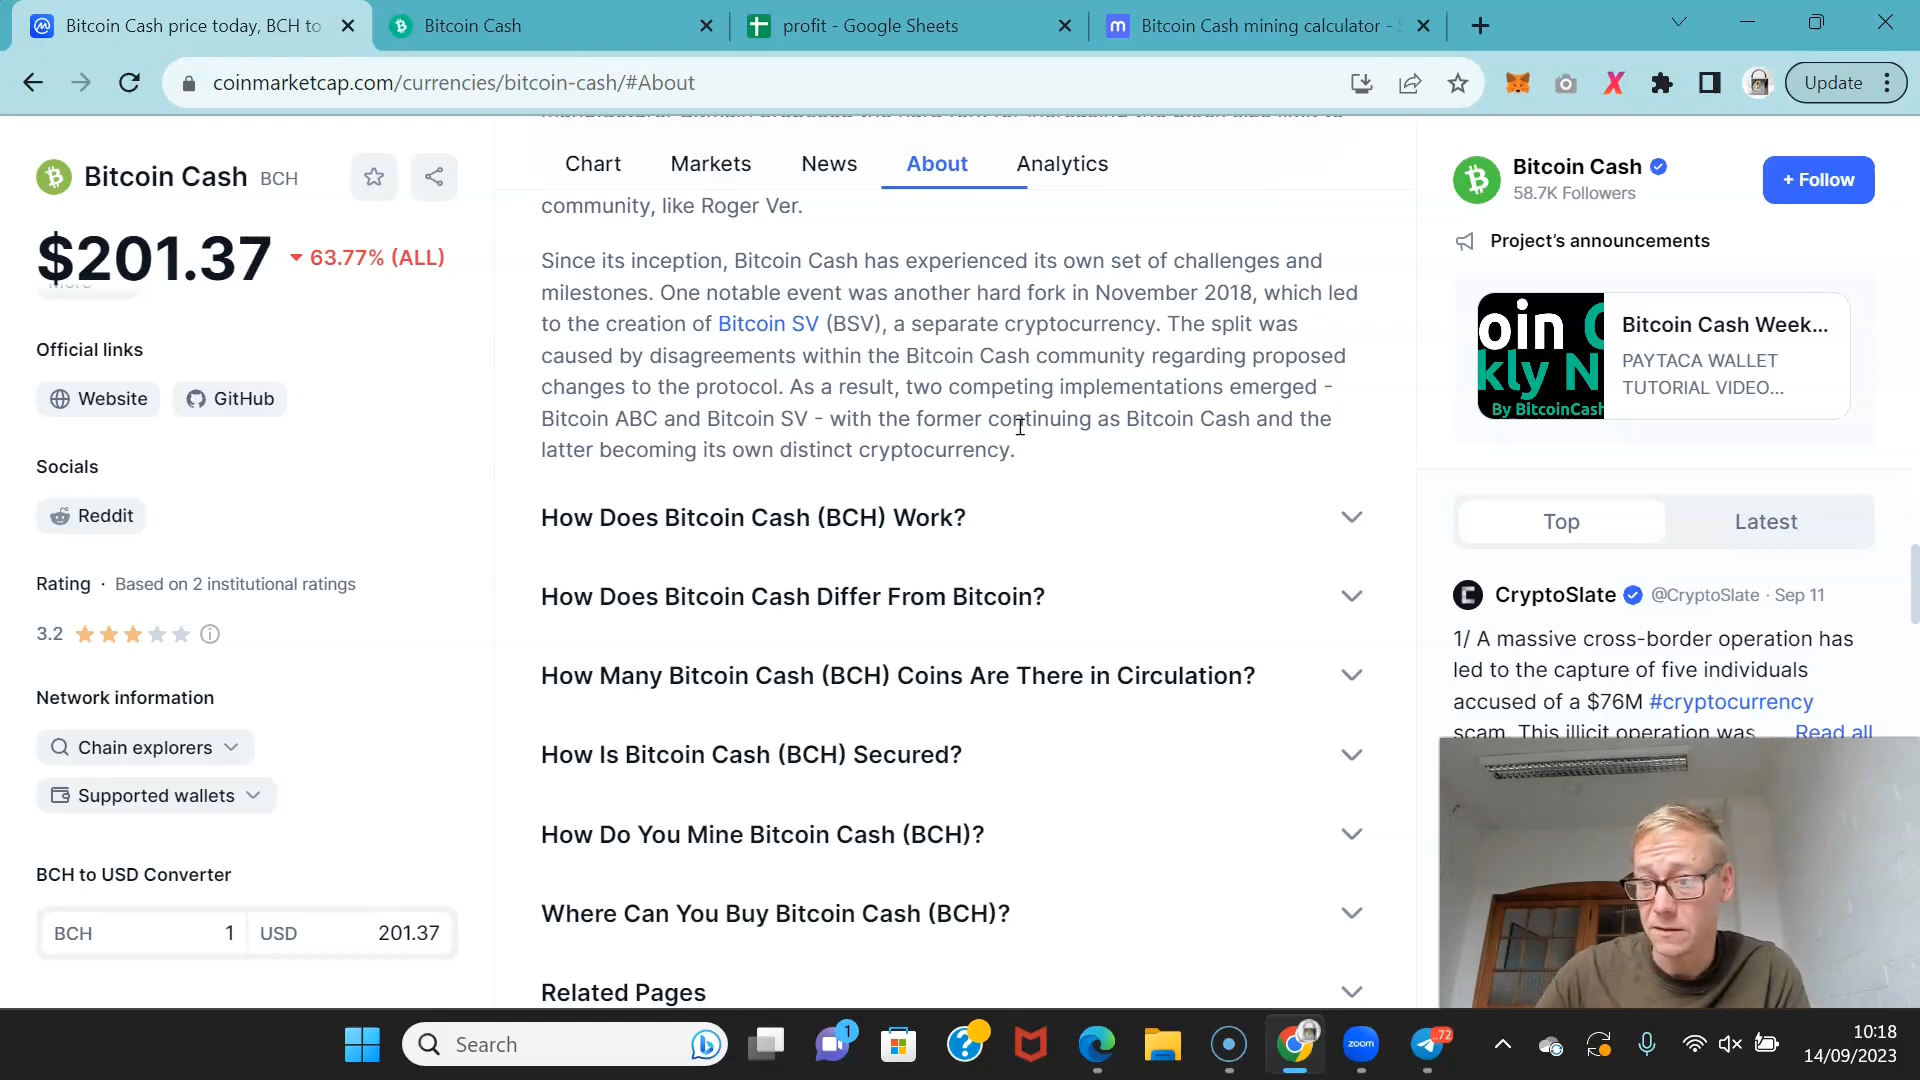 Bitcoin Cash price today, BCH to
Bitcoin Cash
profit - Google Sheets
Bitcoin Cash mining calculator -
coinmarketcap.com/currencies/bitcoin-cash/#About
Update
Bitcoin Cash BCH
$201.37 63.77% (ALL)
Official links
Website
GitHub
Socials
Reddit
Rating · Based on 2 institutional ratings
3.2
Network information
Chain explorers
Supported wallets
BCH to USD Converter
BCH 1 USD 201.37
Chart Markets News About Analytics
community, like Roger Ver.
Since its inception, Bitcoin Cash has experienced its own set of challenges and
milestones. One notable event was another hard fork in November 2018, which led
to the creation of Bitcoin SV (BSV), a separate cryptocurrency. The split was
caused by disagreements within the Bitcoin Cash community regarding proposed
changes to the protocol. As a result, two competing implementations emerged -
Bitcoin ABC and Bitcoin SV - with the former continuing as Bitcoin Cash and the
latter becoming its own distinct cryptocurrency.
How Does Bitcoin Cash (BCH) Work?
How Does Bitcoin Cash Differ From Bitcoin?
How Many Bitcoin Cash (BCH) Coins Are There in Circulation?
How Is Bitcoin Cash (BCH) Secured?
How Do You Mine Bitcoin Cash (BCH)?
Where Can You Buy Bitcoin Cash (BCH)?
Related Pages
Bitcoin Cash
58.7K Followers
+ Follow
Project's announcements
oin C
kly N
By BitcoinCash
Bitcoin Cash Week...
PAYTACA WALLET
TUTORIAL VIDEO...
Top Latest
CryptoSlate @CryptoSlate · Sep 11
1/ A massive cross-border operation has
led to the capture of five individuals
accused of a $76M #cryptocurrency
scam. This illicit operation was ... Read all
Search
1
zoom
72
10:18
14/09/2023